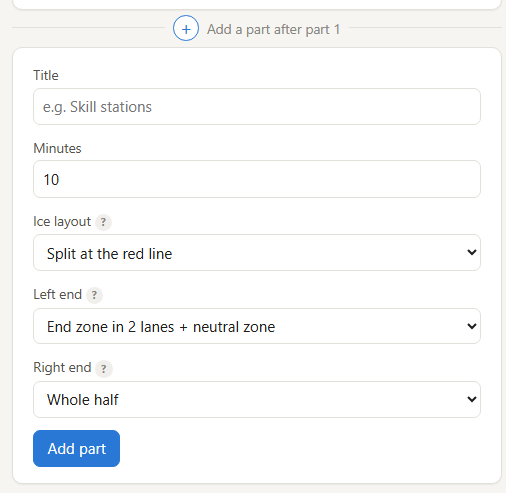 + Add a part after part 1
Title
e.g. Skill stations
Minutes
10
Ice layout ?
Split at the red line
Left end ?
End zone in 2 lanes + neutral zone
Right end ?
Whole half
Add part